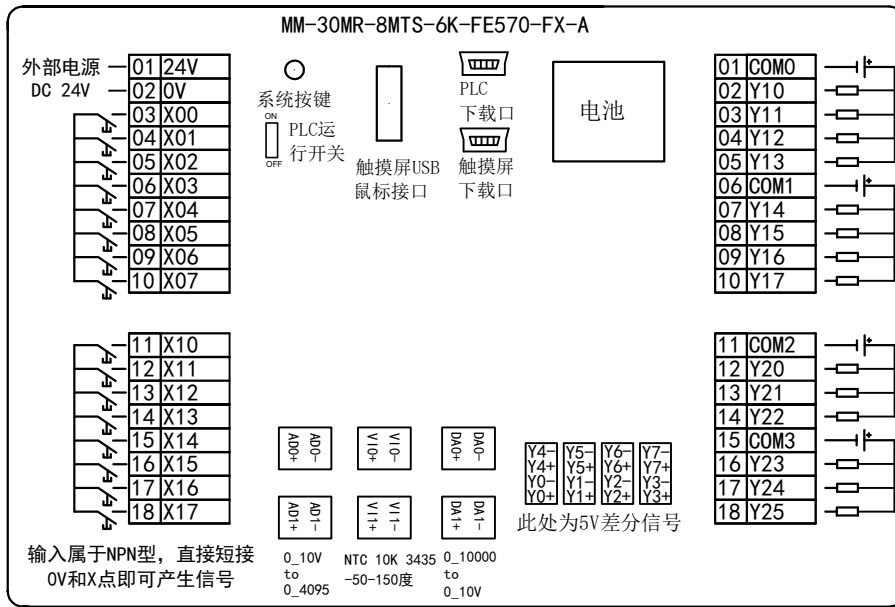 MM-30MR-8MTS-6K-FE570-FX-A
外部电源
DC 24V
01 24V
02 0V
03 X00
04 X01
05 X02
06 X03
07 X04
08 X05
09 X06
10 X07
11 X10
12 X11
13 X12
14 X13
15 X14
16 X15
17 X16
18 X17
输入属于NPN型，直接短接
0V和X点即可产生信号
系统按键
ON
PLC运
行开关
OFF
触摸屏USB
鼠标接口
PLC
下载口
触摸屏
下载口
电池
AD0+
AD0-
VI0+
VI0-
DA0+
DA0-
AD1+
AD1-
VI1+
VI1-
DA1+
DA1-
0_10V
to
0_4095
NTC 10K 3435
-50-150度
0_10000
to
0_10V
Y4- Y5- Y6- Y7-
Y4+ Y5+ Y6+ Y7+
Y0- Y1- Y2- Y3-
Y0+ Y1+ Y2+ Y3+
此处为5V差分信号
01 COM0
02 Y10
03 Y11
04 Y12
05 Y13
06 COM1
07 Y14
08 Y15
09 Y16
10 Y17
11 COM2
12 Y20
13 Y21
14 Y22
15 COM3
16 Y23
17 Y24
18 Y25